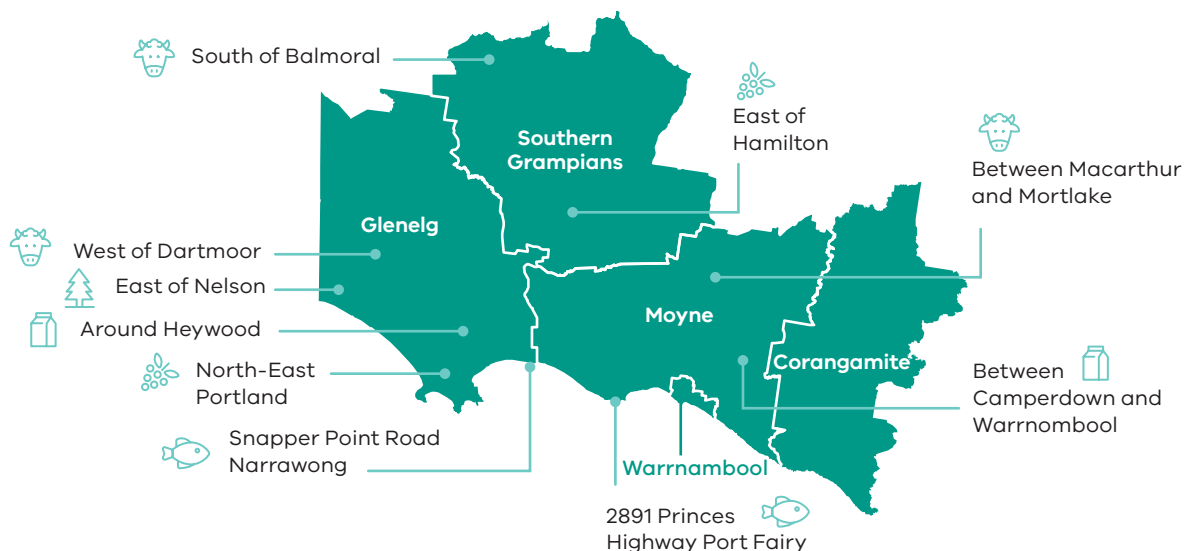 South of Balmoral
East of
Hamilton
Southern
Grampians
Between Macarthur
and Mortlake
Glenelg
West of Dartmoor
East of Nelson
Around Heywood
Moyne
Corangamite
North-East
Portland
Between
Camperdown and
Warrnombool
Snapper Point Road
Narrawong
Warrnambool
2891 Princes
Highway Port Fairy